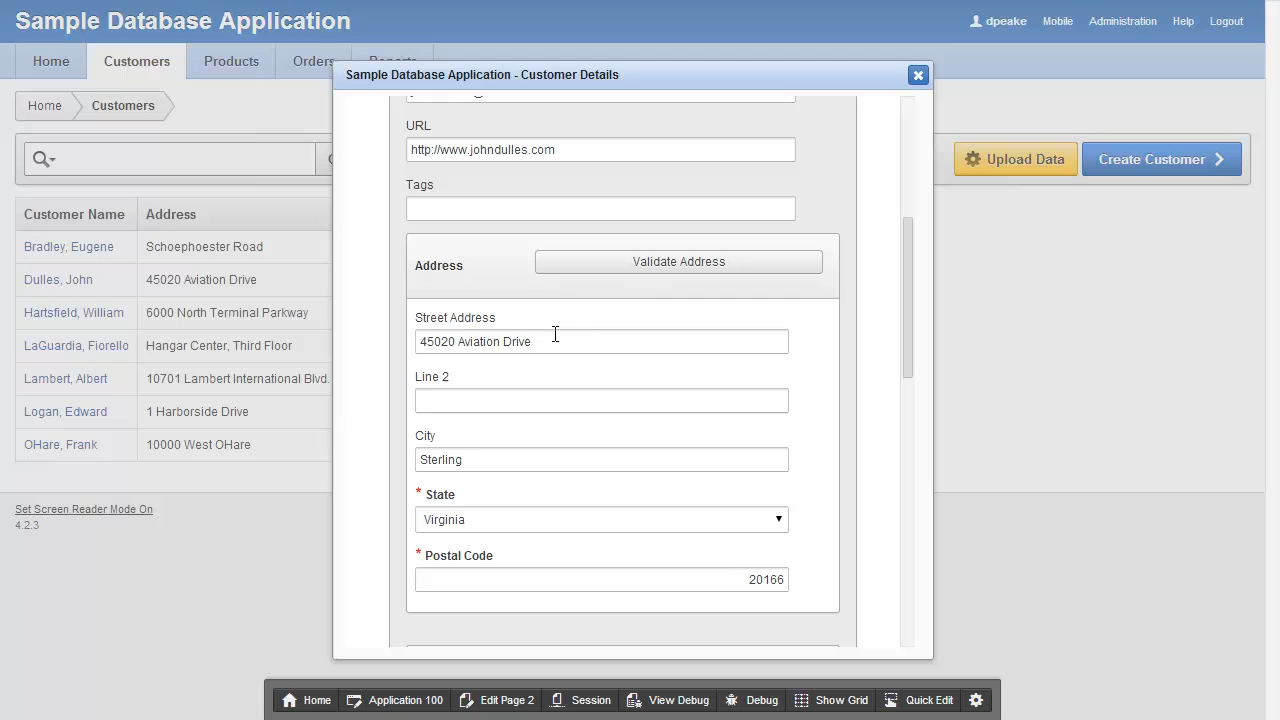 Sample Database Application
dpeake Mobile Administration Help Logout
Home Customers Products Orders
Sample Database Application - Customer Details
Home Customers
URL
http://www.johndulles.com
Upload Data Create Customer
Tags
Customer Name Address
Bradley, Eugene Schoephoester Road
Dulles, John 45020 Aviation Drive
Hartsfield, William 6000 North Terminal Parkway
LaGuardia, Fiorello Hangar Center, Third Floor
Lambert, Albert 10701 Lambert International Blvd.
Logan, Edward 1 Harborside Drive
OHare, Frank 10000 West OHare
Address Validate Address
Street Address
45020 Aviation Drive
Line 2
City
Sterling
* State
Virginia
* Postal Code
20166
Set Screen Reader Mode On
4.2.3
Home Application 100 Edit Page 2 Session View Debug Debug Show Grid Quick Edit